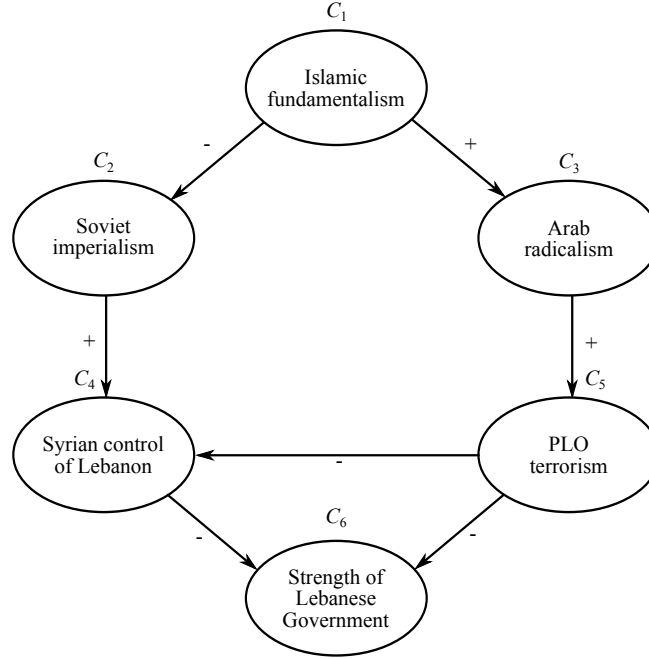 C1
Islamic
fundamentalism
-
+
C2
C3
Soviet
imperialism
Arab
radicalism
+
+
C4
C5
Syrian control
of Lebanon
PLO
terrorism
-
C6
-
-
Strength of
Lebanese
Government